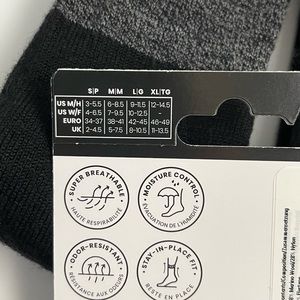 S|P M|M L|G XL|TG
US M/H 3-5.5 6-8.5 9-11.5 12-14.5
US W/F 4-6.5 7-9.5 10-12.5 -
EURO 34-37 38-41 42-45 46-49
UK 2-4.5 5-7.5 8-10.5 11-13.5
SUPER BREATHABLE
HAUTE RESPIRABILITÉ
MOISTURE CONTROL
ÉVACUATION DE L'HUMIDITÉ
ODOR-RESISTANT
RÉSISTANCE AUX ODEURS
STAY-IN-PLACE FIT
RESTE EN PLACE